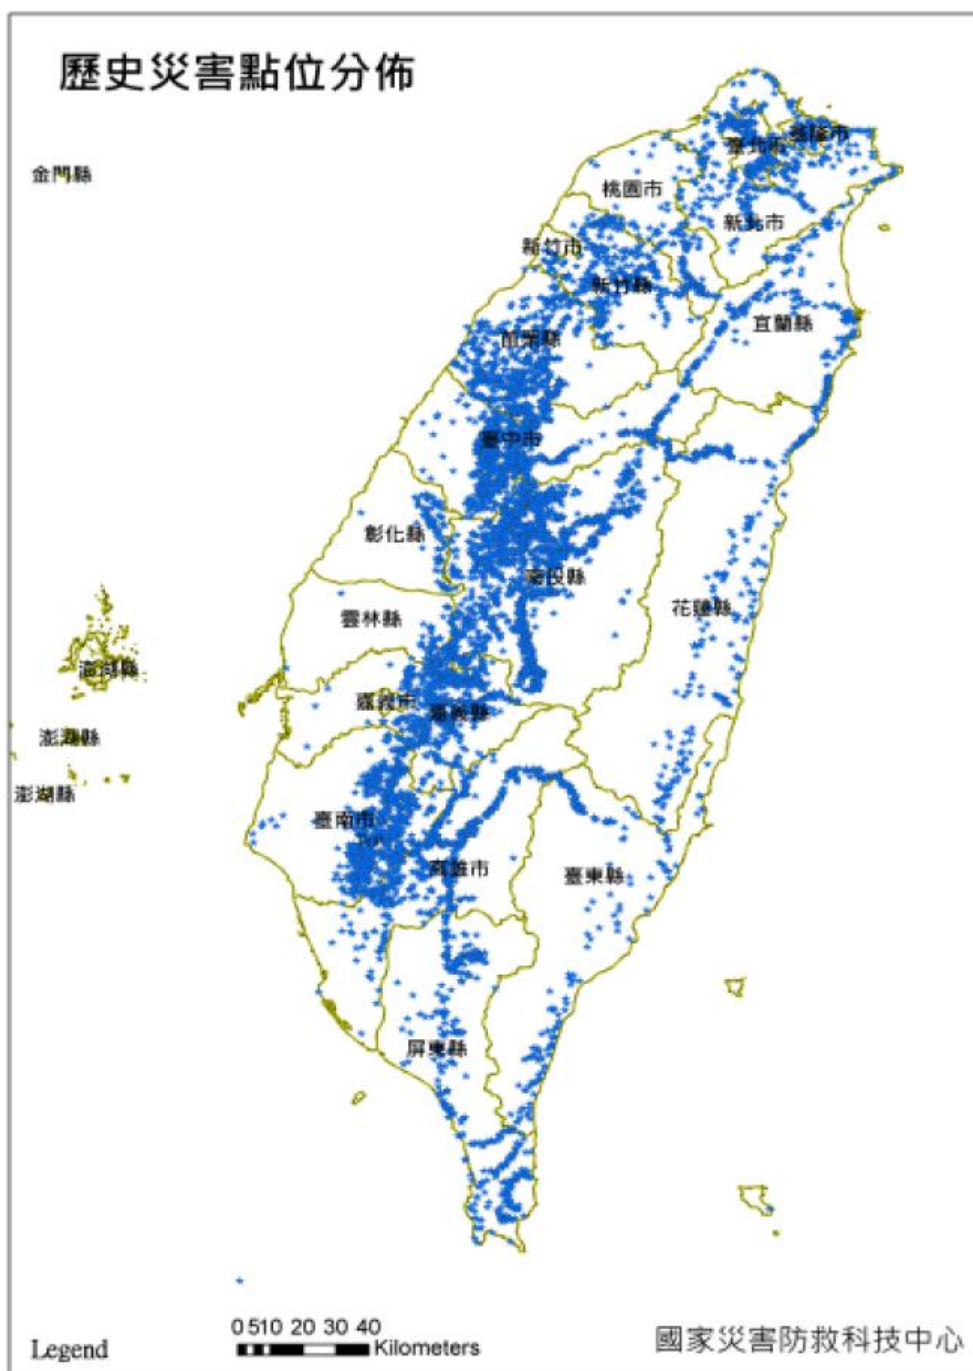 歷史災害點位分佈
金門縣
基隆市
臺北市
桃園市
新北市
新竹市
新竹縣
宜蘭縣
苗栗縣
臺中市
彰化縣
南投縣
花蓮縣
雲林縣
澎湖縣
嘉義市
嘉義縣
澎湖縣
澎湖縣
臺南市
高雄市
臺東縣
屏東縣
0 510 20 30 40
Kilometers
Legend
國家災害防救科技中心